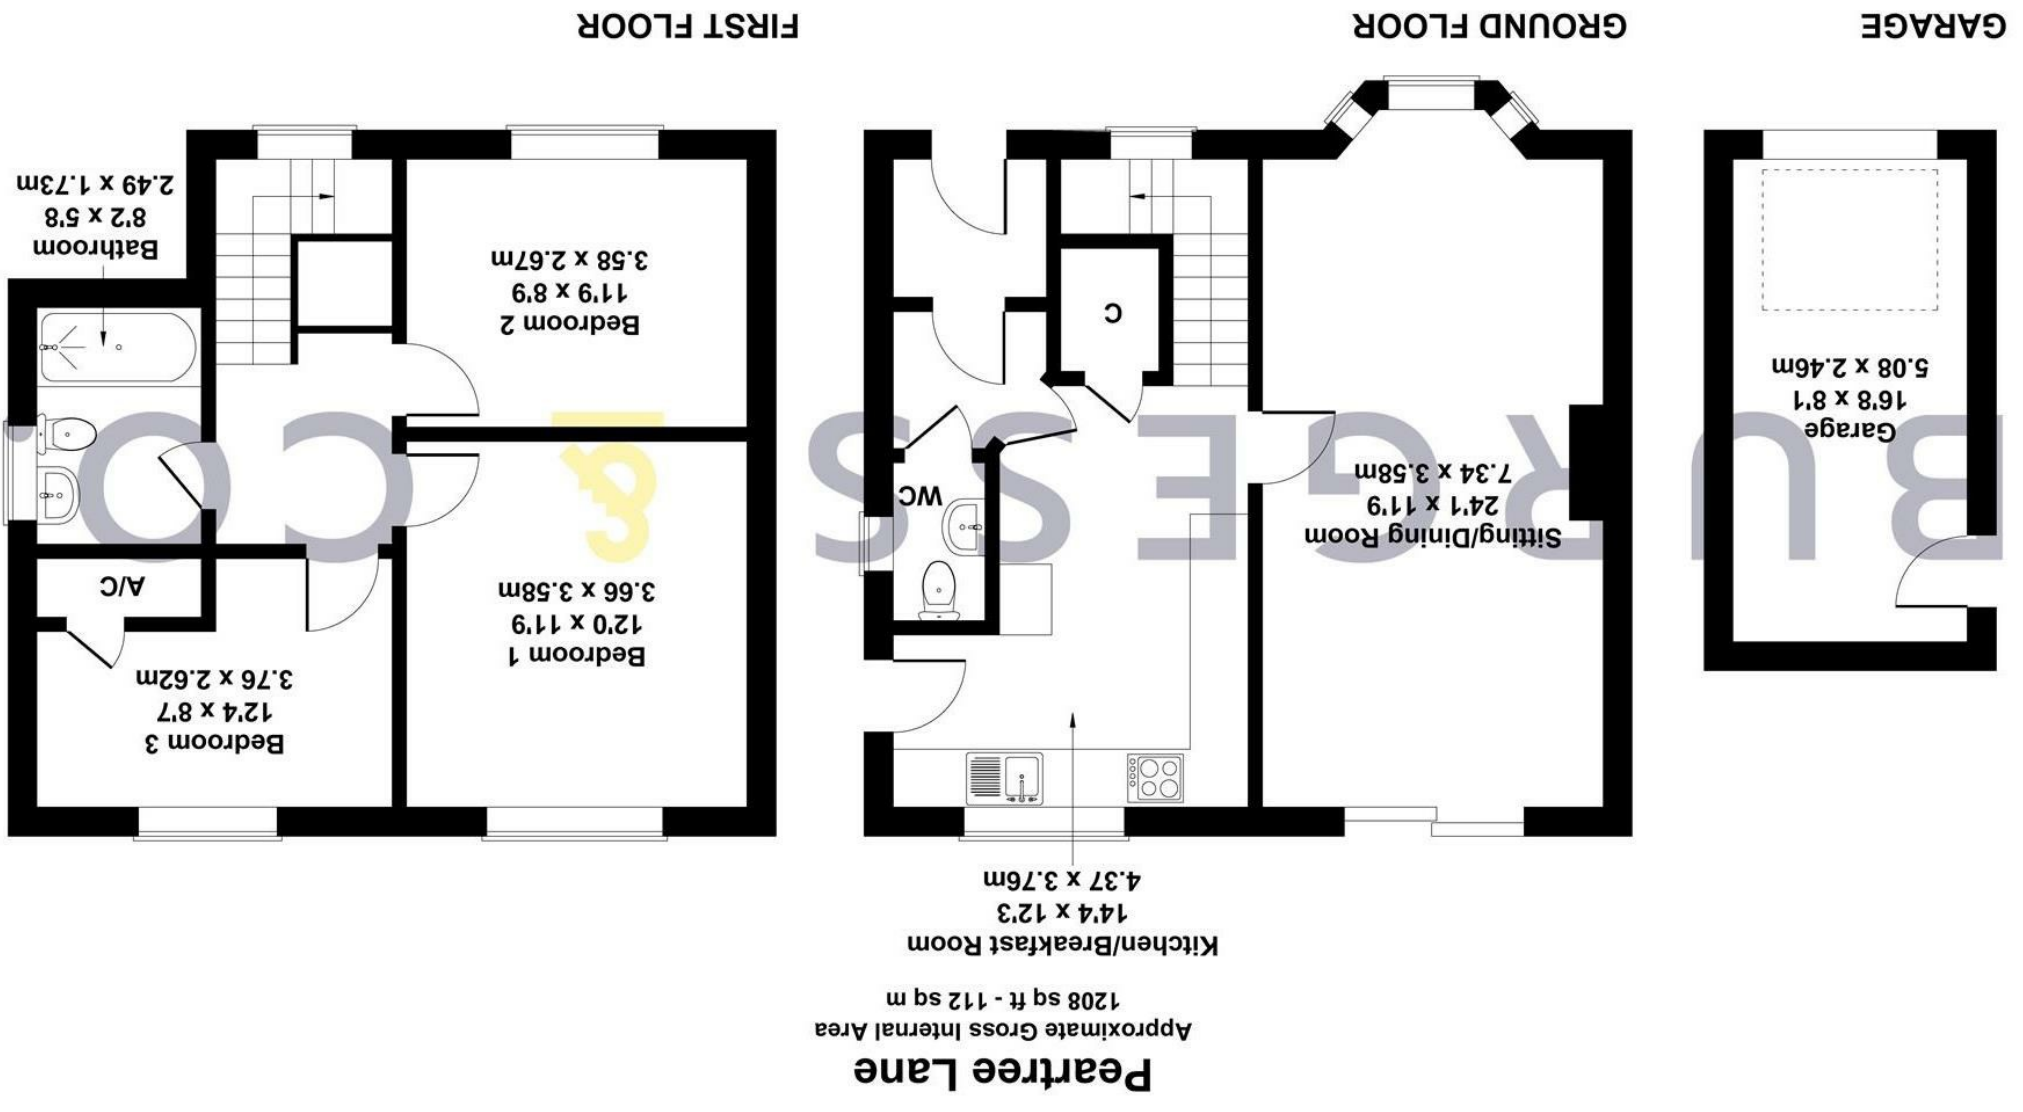 Peartree Lane
Approximate Gross Internal Area
1208 sq ft - 112 sq m
Kitchen/Breakfast Room
14'4 x 12'3
4.37 x 3.76m
Garage
16'8 x 8'1
5.08 x 2.46m
Sitting/Dining Room
24'1 x 11'9
7.34 x 3.58m
WC
C
Bedroom 1
12'0 x 11'9
3.66 x 3.58m
Bedroom 3
12'4 x 8'7
3.76 x 2.62m
A/C
Bedroom 2
11'9 x 8'9
3.58 x 2.67m
Bathroom
8'2 x 5'8
2.49 x 1.73m
BURGESS & CO.
GARAGE
GROUND FLOOR
FIRST FLOOR